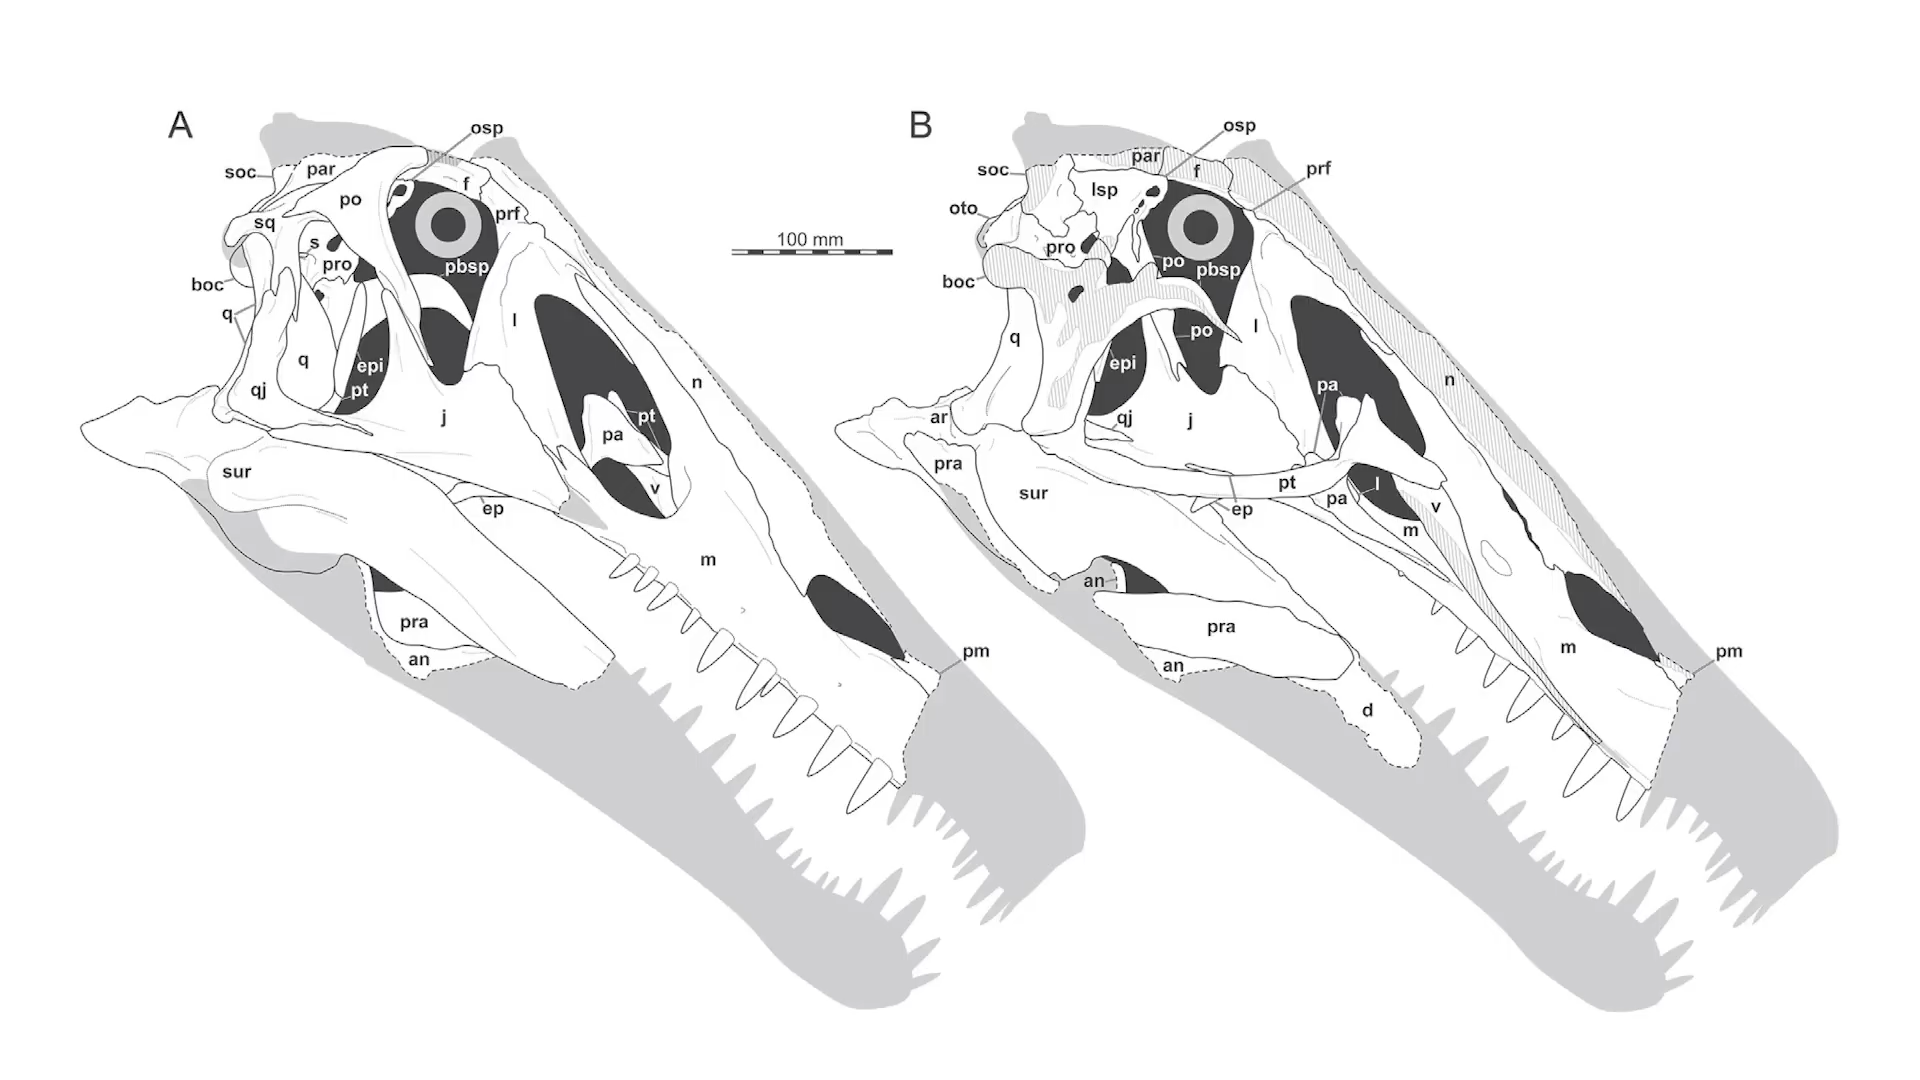 A
osp
soc
par
f
po
prf
sq
s
pro
pbsp
boc
q
l
q
epi
qj
pt
n
j
pt
pa
sur
v
ep
m
pra
an
pm
100 mm
B
osp
par
f
prf
soc
lsp
oto
pro
po
pbsp
boc
po
l
q
epi
n
pa
ar
qj
j
pra
pt
l
sur
pa
v
ep
m
an
pra
m
pm
an
d